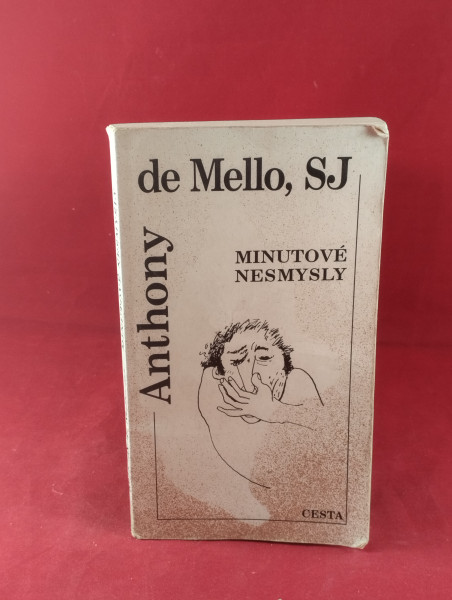 Anthony
de Mello, SJ
MINUTOVÉ
NESMYSLY
CESTA